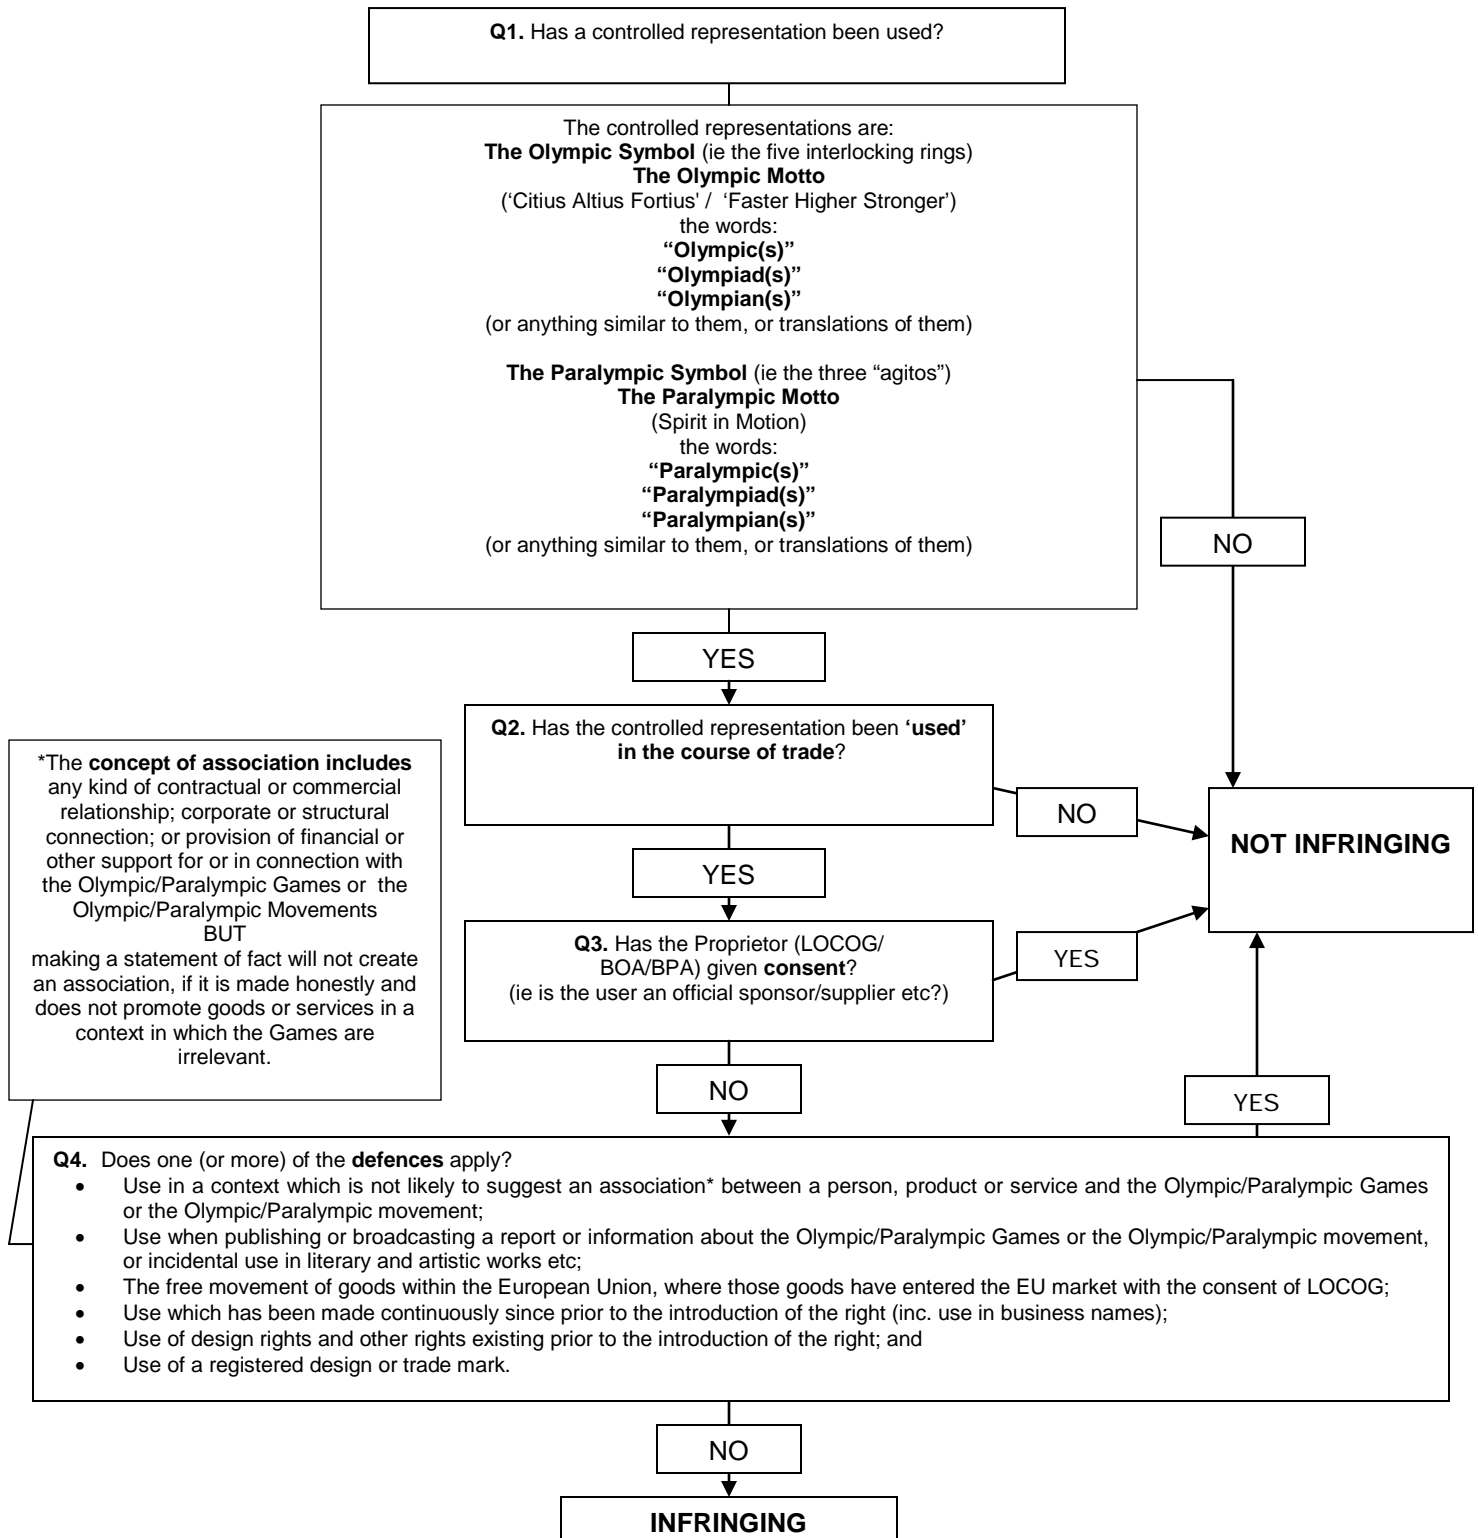 Q1. Has a controlled representation been used?
The controlled representations are:
The Olympic Symbol (ie the five interlocking rings)
The Olympic Motto
(‘Citius Altius Fortius' / ‘Faster Higher Stronger’)
the words:
“Olympic(s)”
“Olympiad(s)”
“Olympian(s)”
(or anything similar to them, or translations of them)
The Paralympic Symbol (ie the three “agitos”)
The Paralympic Motto
(Spirit in Motion)
the words:
“Paralympic(s)”
“Paralympiad(s)”
“Paralympian(s)”
(or anything similar to them, or translations of them)
NO
YES
Q2. Has the controlled representation been ‘used’
in the course of trade?
NO
NOT INFRINGING
YES
Q3. Has the Proprietor (LOCOG/
BOA/BPA) given consent?
(ie is the user an official sponsor/supplier etc?)
YES
*The concept of association includes
any kind of contractual or commercial
relationship; corporate or structural
connection; or provision of financial or
other support for or in connection with
the Olympic/Paralympic Games or the
Olympic/Paralympic Movements
BUT
making a statement of fact will not create
an association, if it is made honestly and
does not promote goods or services in a
context in which the Games are
irrelevant.
NO
YES
Q4. Does one (or more) of the defences apply?
• Use in a context which is not likely to suggest an association* between a person, product or service and the Olympic/Paralympic Games
or the Olympic/Paralympic movement;
• Use when publishing or broadcasting a report or information about the Olympic/Paralympic Games or the Olympic/Paralympic movement,
or incidental use in literary and artistic works etc;
• The free movement of goods within the European Union, where those goods have entered the EU market with the consent of LOCOG;
• Use which has been made continuously since prior to the introduction of the right (inc. use in business names);
• Use of design rights and other rights existing prior to the introduction of the right; and
• Use of a registered design or trade mark.
NO
INFRINGING